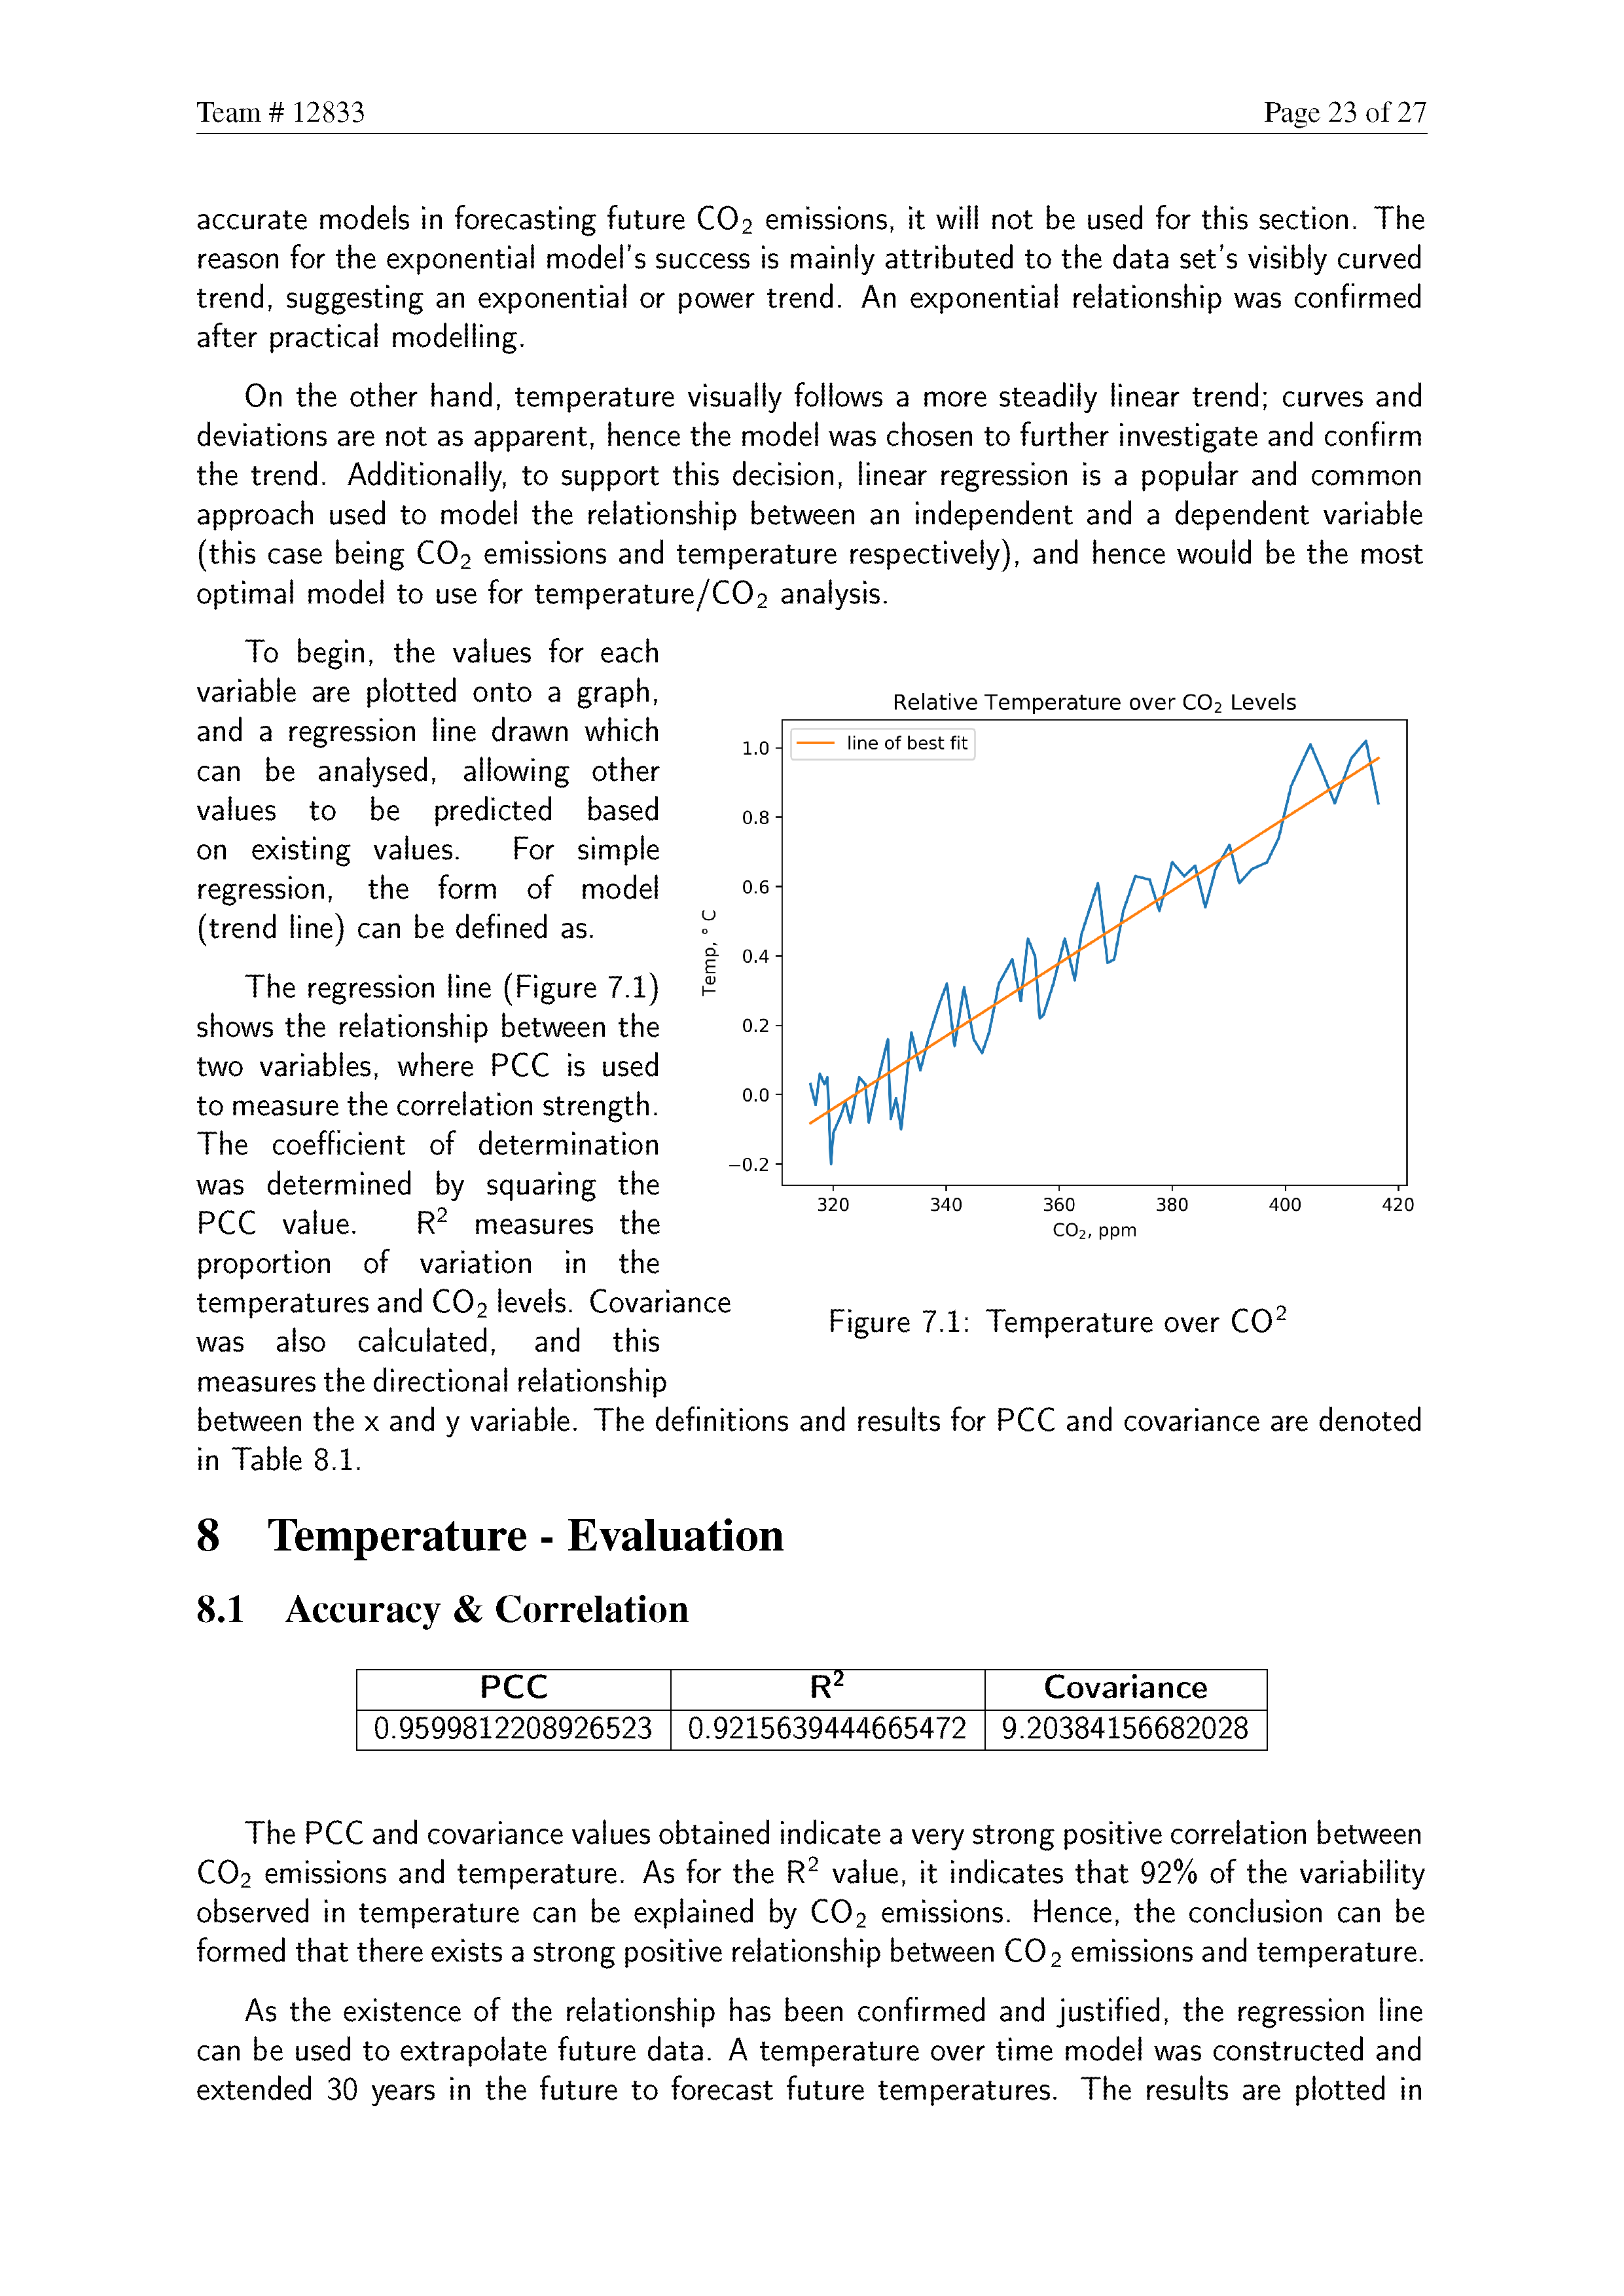 Team # 12833 Page 23 of 27
accurate models in forecasting future CO₂ emissions, it will not be used for this section. The
reason for the exponential model's success is mainly attributed to the data set's visibly curved
trend, suggesting an exponential or power trend. An exponential relationship was confirmed
after practical modelling.
On the other hand, temperature visually follows a more steadily linear trend; curves and
deviations are not as apparent, hence the model was chosen to further investigate and confirm
the trend. Additionally, to support this decision, linear regression is a popular and common
approach used to model the relationship between an independent and a dependent variable
(this case being CO₂ emissions and temperature respectively), and hence would be the most
optimal model to use for temperature/CO₂ analysis.
To begin, the values for each
variable are plotted onto a graph,
and a regression line drawn which
can be analysed, allowing other
values to be predicted based
on existing values. For simple
regression, the form of model
(trend line) can be defined as.
The regression line (Figure 7.1)
shows the relationship between the
two variables, where PCC is used
to measure the correlation strength.
The coefficient of determination
was determined by squaring the
PCC value. R² measures the
proportion of variation in the
temperatures and CO₂ levels. Covariance
was also calculated, and this
measures the directional relationship
between the x and y variable. The definitions and results for PCC and covariance are denoted
in Table 8.1.
Relative Temperature over CO₂ Levels
line of best fit
1.0
0.8
0.6
0.4
0.2
0.0
−0.2
Temp, ° C
320 340 360 380 400 420
CO₂, ppm
Figure 7.1: Temperature over CO²
8 Temperature - Evaluation
8.1 Accuracy & Correlation
PCC R² Covariance
0.9599812208926523 0.9215639444665472 9.20384156682028
The PCC and covariance values obtained indicate a very strong positive correlation between
CO₂ emissions and temperature. As for the R² value, it indicates that 92% of the variability
observed in temperature can be explained by CO₂ emissions. Hence, the conclusion can be
formed that there exists a strong positive relationship between CO₂ emissions and temperature.
As the existence of the relationship has been confirmed and justified, the regression line
can be used to extrapolate future data. A temperature over time model was constructed and
extended 30 years in the future to forecast future temperatures. The results are plotted in